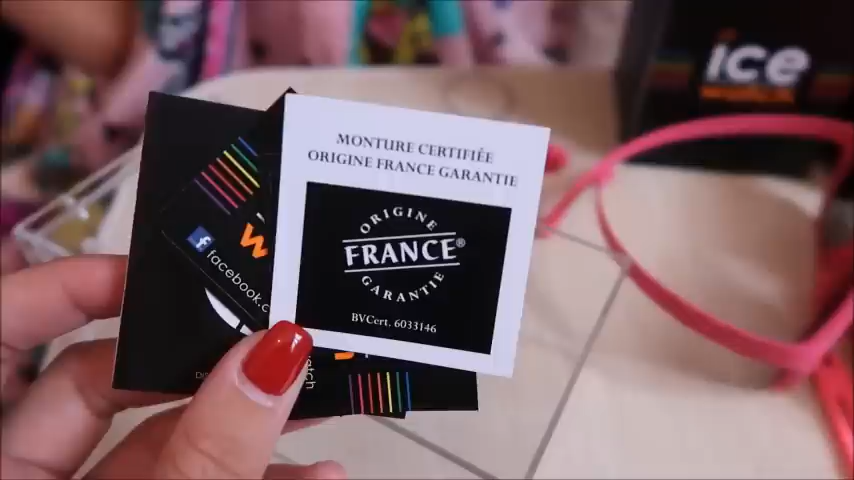 ice
MONTURE CERTIFIÉE
ORIGINE FRANCE GARANTIE
ORIGINE
FRANCE®
GARANTIE
BVCert. 6033146
f facebook.c